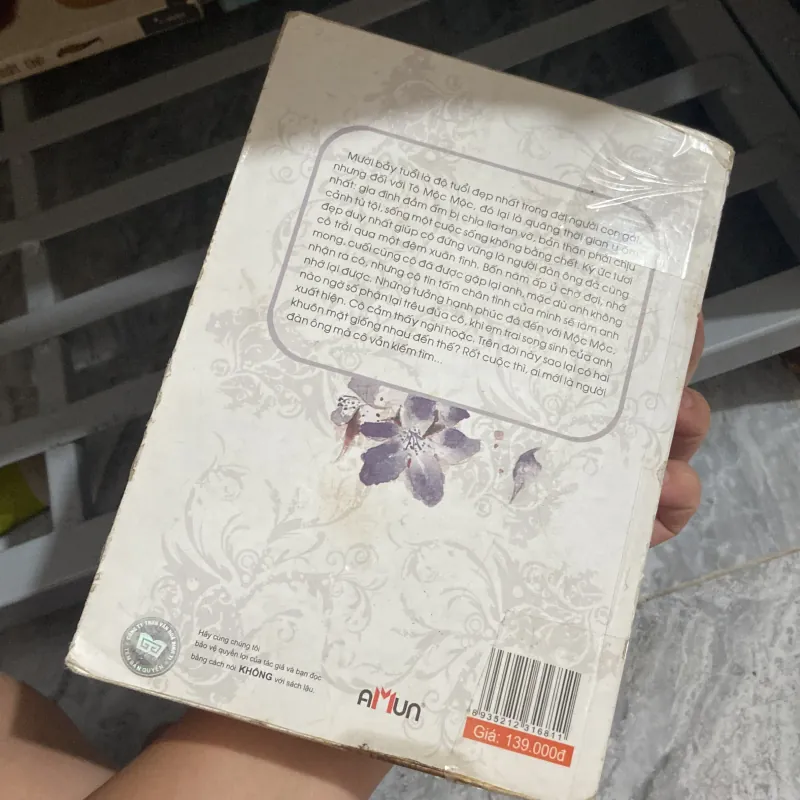 Mười bảy tuổi là độ tuổi đẹp nhất trong đời người con gái,
nhưng đối với Tô Mộc Mộc, đó lại là quãng thời gian u ám
nhất: gia đình đầm ấm bị chia lìa tan vỡ, bản thân phải chịu
cảnh tù tội, sống một cuộc sống không bằng chết. Ký ức tươi
đẹp duy nhất giúp cô đứng vững là người đàn ông đã cùng
cô trải qua một đêm xuân tình. Bốn năm, ấp ủ chờ đợi, nhớ
mong, cuối cùng cô đã được gặp lại anh, mặc dù anh không
nhận ra cô, nhưng cô tin tấm chân tình của mình sẽ làm anh
nhớ lại được. Những tưởng hạnh phúc đã đến với Mộc Mộc,
nào ngờ số phận lại trêu đùa cô, khi em trai song sinh của anh
xuất hiện. Cô cảm thấy nghi hoặc. Trên đời này sao lại có hai
khuôn mặt giống nhau đến thế? Rốt cuộc thì, ai mới là người
đàn ông mà cô vẫn kiếm tìm...
TEM BẢN QUYỀN
Hãy cùng chúng tôi
bảo vệ quyền lợi của tác giả và bạn đọc
bằng cách nói KHÔNG với sách lậu.
AMUN
8935212316811
Giá: 139.000đ